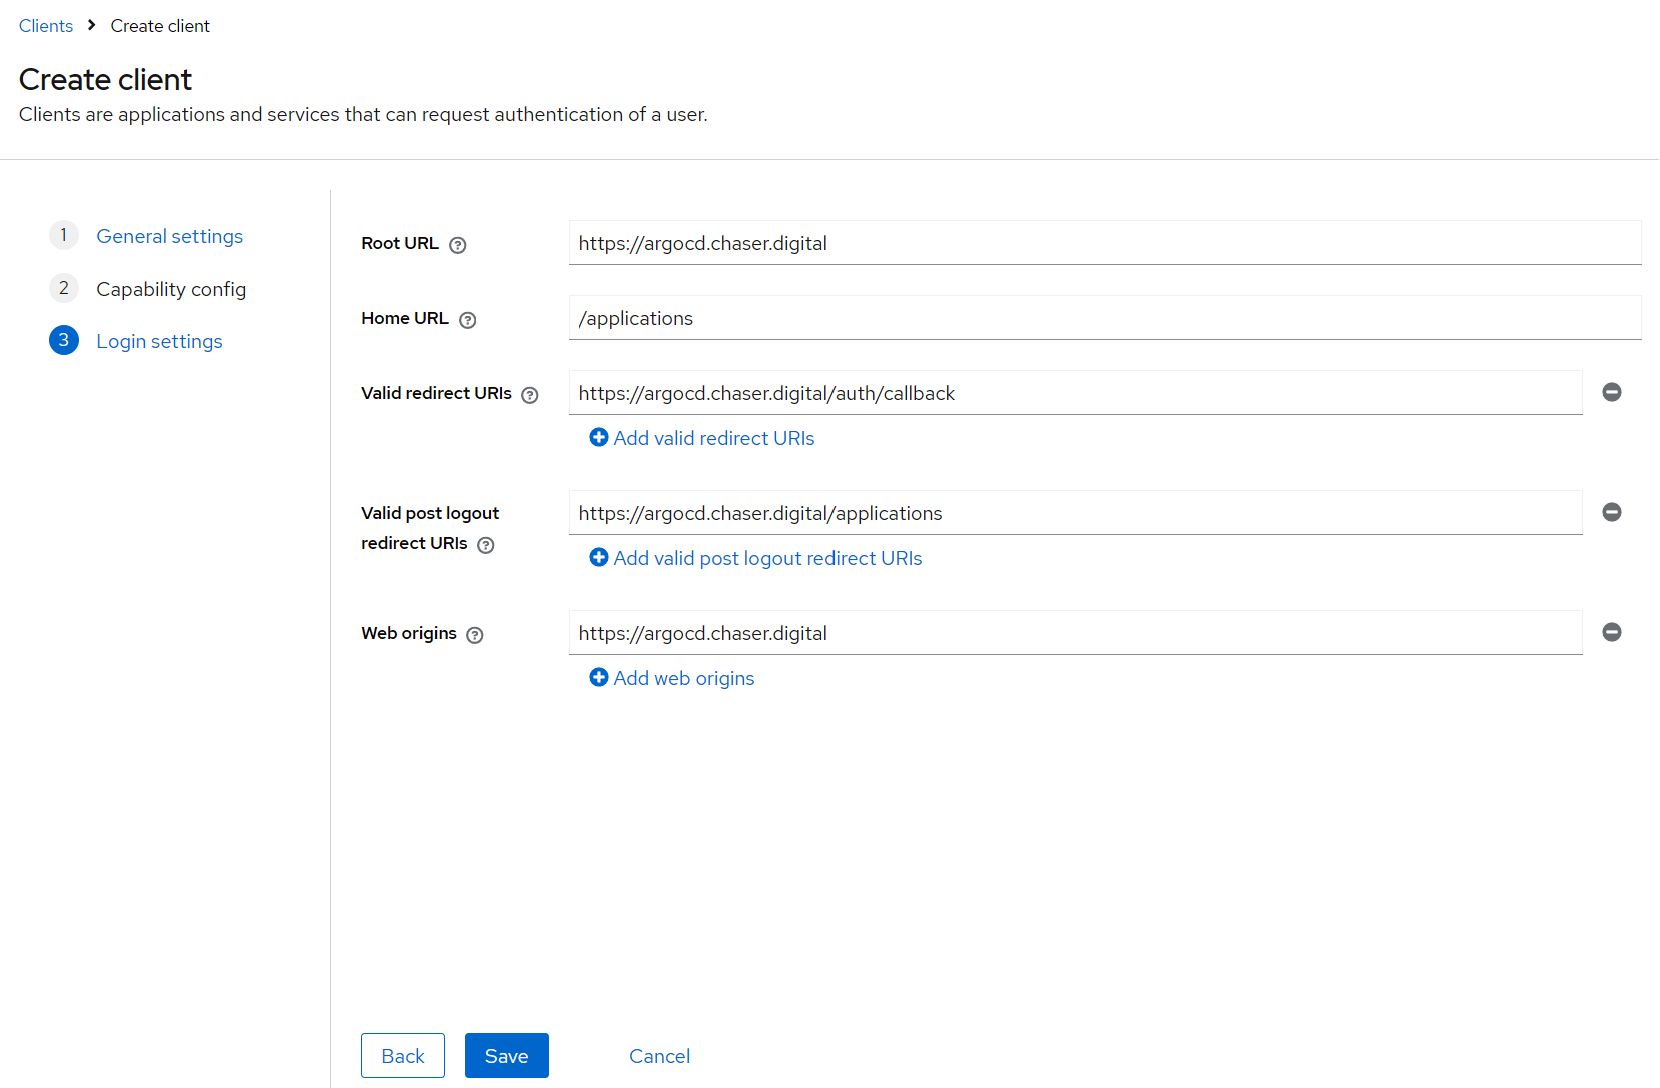 Clients > Create client
Create client
Clients are applications and services that can request authentication of a user.
1 General settings
2 Capability config
3 Login settings
Root URL
https://argocd.chaser.digital
Home URL
/applications
Valid redirect URIs
https://argocd.chaser.digital/auth/callback
Add valid redirect URIs
Valid post logout
redirect URIs
https://argocd.chaser.digital/applications
Add valid post logout redirect URIs
Web origins
https://argocd.chaser.digital
Add web origins
Back Save Cancel